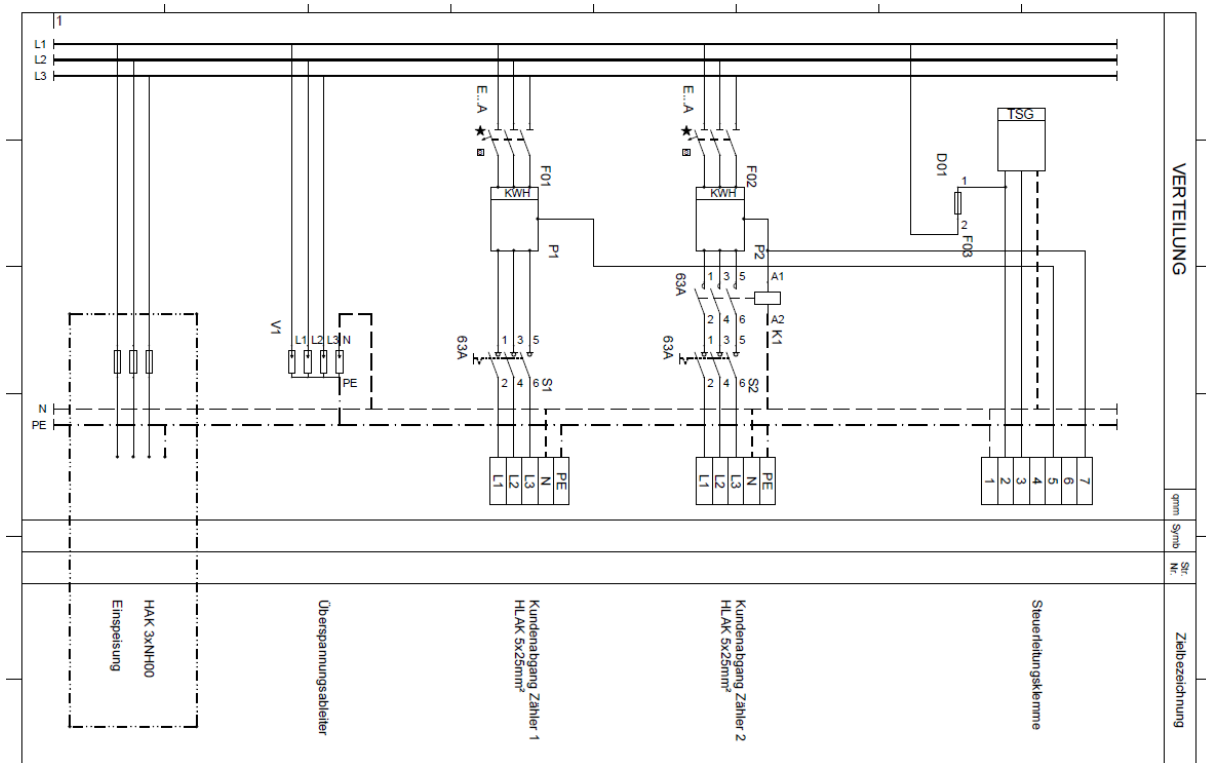 1
L1
L2
L3
E...A
F01
KWH
P1
1 3 5
63A
2 4 6
S1
E...A
F02
KWH
P2
63A
1 3 5
2 4 6
A1
A2
K1
63A
1 3 5
2 4 6
S2
TSG
D01
1
2
F03
V1
L1 L2 L3 N
PE
N
PE
L1 L2 L3 N PE
L1 L2 L3 N PE
1 2 3 4 5 6 7
VERTEILUNG
qmm
Symb
Str.
Nr.
Zielbezeichnung
HAK 3xNH00
Einspeisung
Überspannungsableiter
Kundenabgang Zähler 1
HLAK 5x25mm²
Kundenabgang Zähler 2
HLAK 5x25mm²
Steuerleitungsklemme